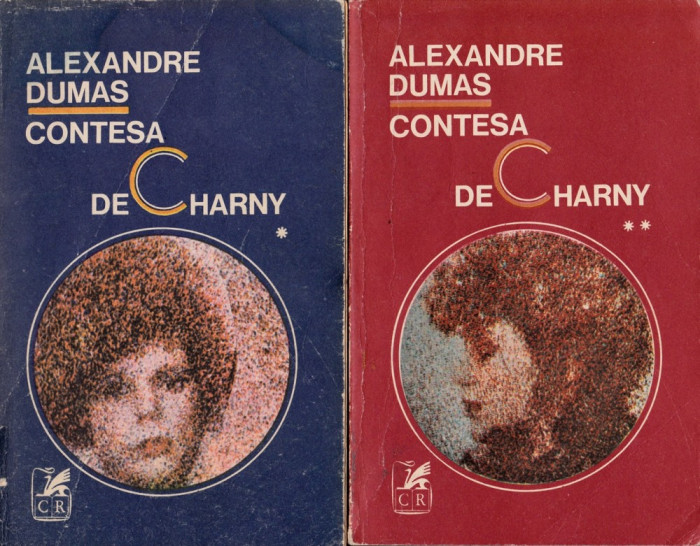 ALEXANDRE
DUMAS
CONTESA
DE CHARNY
*
CR
ALEXANDRE
DUMAS
CONTESA
DE CHARNY
**
CR